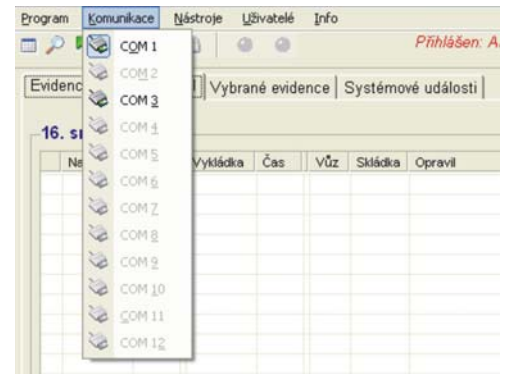 Program Komunikace Nástroje Uživatelé Info
Přihlášen: A
COM 1
COM 2
COM 3
COM 4
COM 5
COM 6
COM 7
COM 8
COM 9
COM 10
COM 11
COM 12
Evidenc Vybrané evidence Systémové události
16. s
Na Vykládka Čas Vůz Skládka Opravil